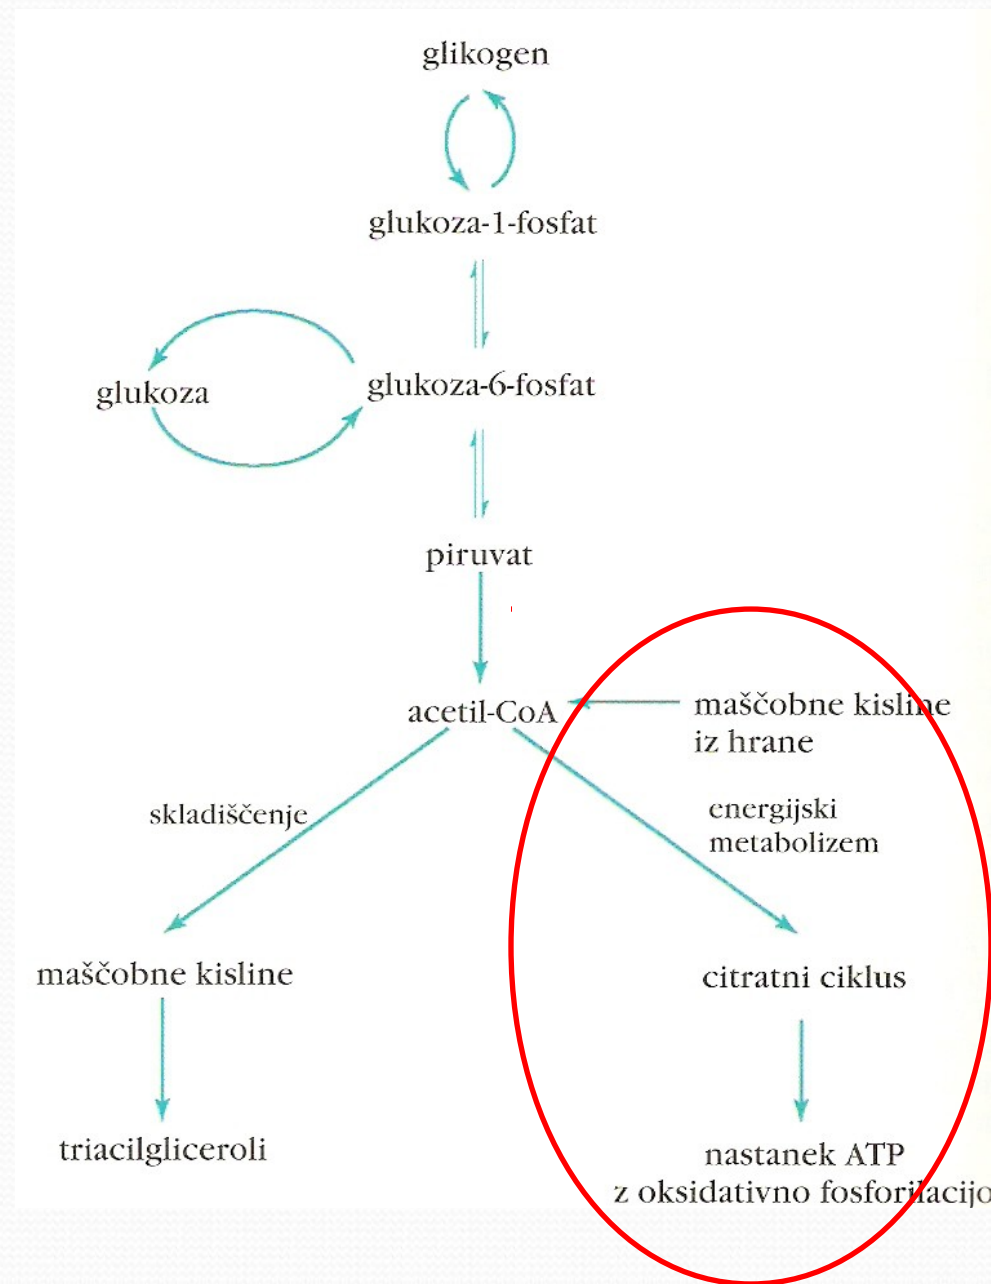 glikogen
glukoza-1-fosfat
glukoza
glukoza-6-fosfat
piruvat
acetil-CoA
maščobne kisline
iz hrane
skladiščenje
energijski
metabolizem
maščobne kisline
citratni ciklus
triacilgliceroli
nastanek ATP
z oksidativno fosforilacijo